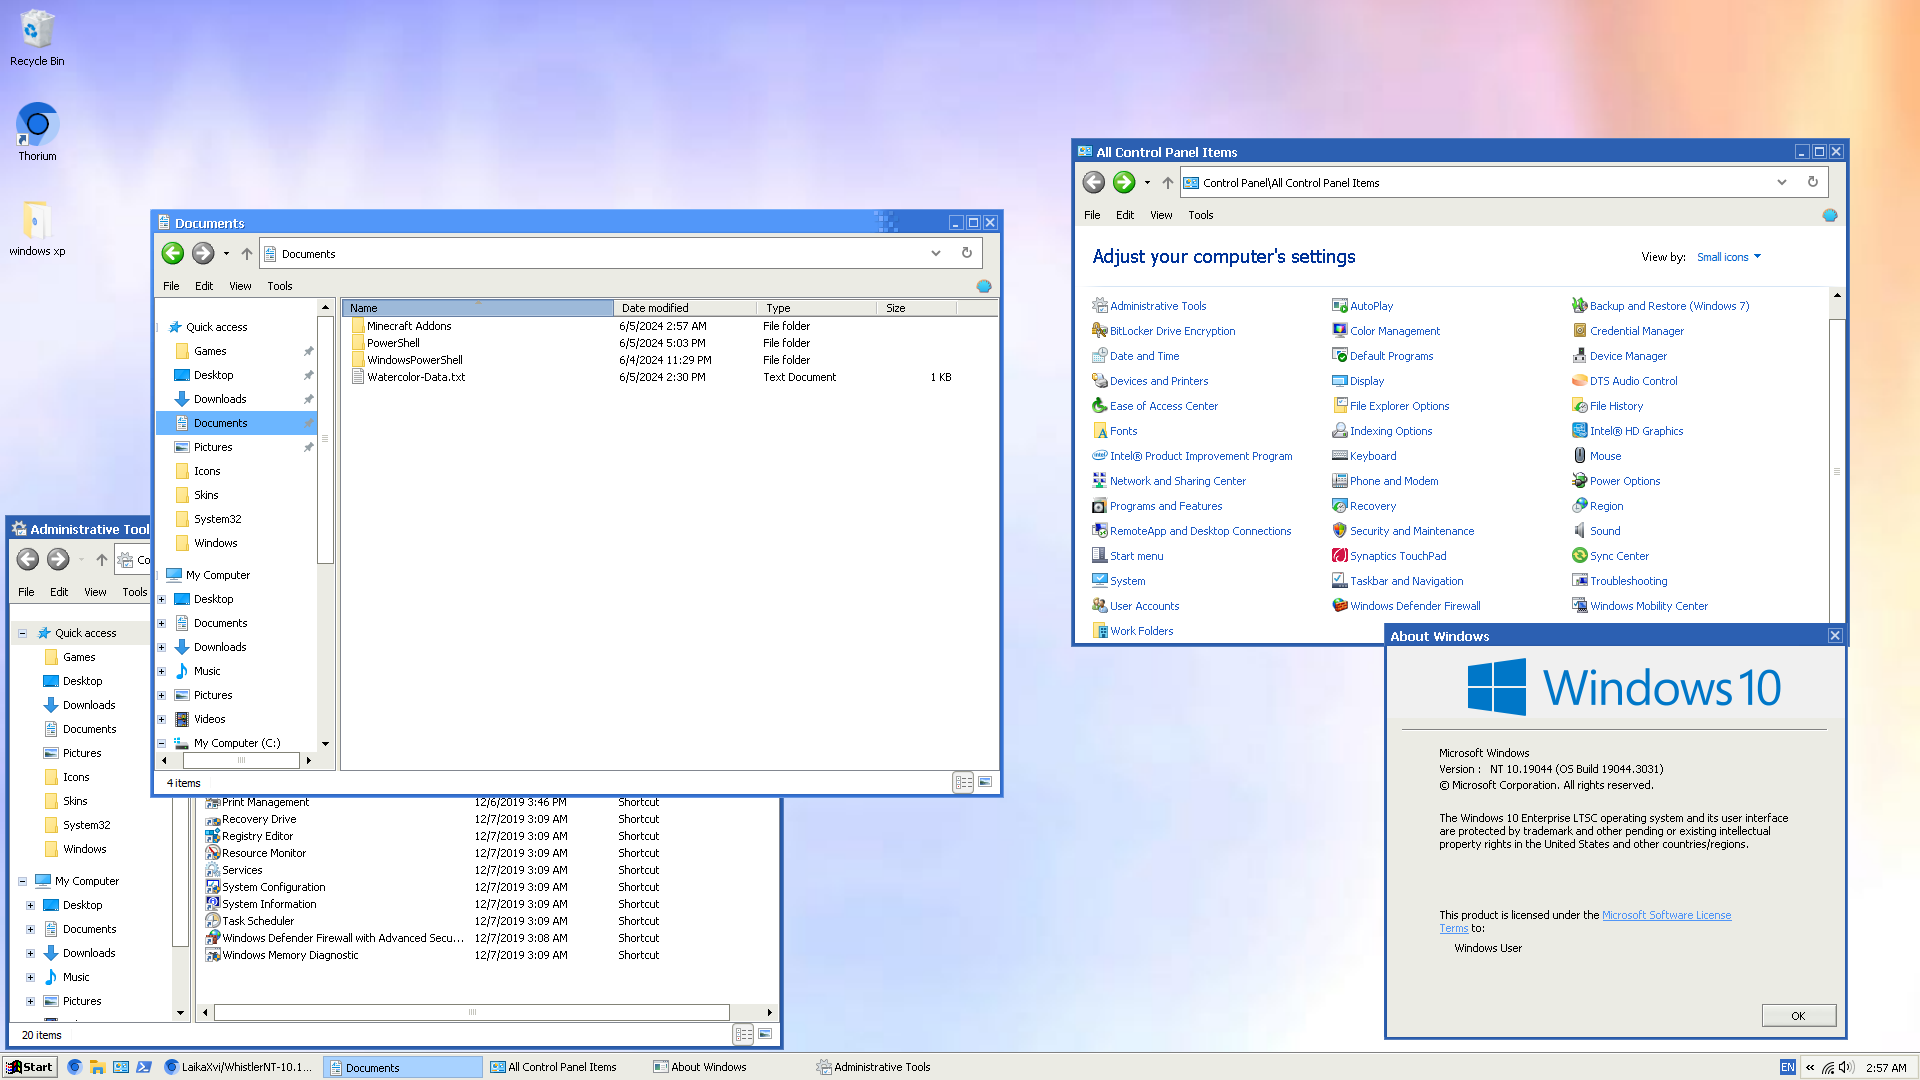 Recycle Bin
Thorium
windows xp
Documents
Documents
File Edit View Tools
Quick access
Games
Desktop
Downloads
Documents
Pictures
Icons
Skins
System32
Windows
My Computer
Desktop
Documents
Downloads
Music
Pictures
Videos
My Computer (C:)
Name Date modified Type Size
Minecraft Addons 6/5/2024 2:57 AM File folder
PowerShell 6/5/2024 5:03 PM File folder
WindowsPowerShell 6/4/2024 11:29 PM File folder
Watercolor-Data.txt 6/5/2024 2:30 PM Text Document 1 KB
4 items
All Control Panel Items
Control Panel\All Control Panel Items
File Edit View Tools
Adjust your computer's settings
View by: Small icons
Administrative Tools AutoPlay Backup and Restore (Windows 7)
BitLocker Drive Encryption Color Management Credential Manager
Date and Time Default Programs Device Manager
Devices and Printers Display DTS Audio Control
Ease of Access Center File Explorer Options File History
Fonts Indexing Options Intel® HD Graphics
Intel® Product Improvement Program Keyboard Mouse
Network and Sharing Center Phone and Modem Power Options
Programs and Features Recovery Region
RemoteApp and Desktop Connections Security and Maintenance Sound
Start menu Synaptics TouchPad Sync Center
System Taskbar and Navigation Troubleshooting
User Accounts Windows Defender Firewall Windows Mobility Center
Work Folders
About Windows
Windows 10
Microsoft Windows
Version : NT 10.19044 (OS Build 19044.3031)
© Microsoft Corporation. All rights reserved.
The Windows 10 Enterprise LTSC operating system and its user interface
are protected by trademark and other pending or existing intellectual
property rights in the United States and other countries/regions.
This product is licensed under the Microsoft Software License
Terms to:
Windows User
OK
Administrative Tool
Co
File Edit View Tools
Quick access
Games
Desktop
Downloads
Documents
Pictures
Icons
Skins
System32
Windows
My Computer
Desktop
Documents
Downloads
Music
Pictures
Print Management 12/6/2019 3:46 PM Shortcut
Recovery Drive 12/7/2019 3:09 AM Shortcut
Registry Editor 12/7/2019 3:09 AM Shortcut
Resource Monitor 12/7/2019 3:09 AM Shortcut
Services 12/7/2019 3:09 AM Shortcut
System Configuration 12/7/2019 3:09 AM Shortcut
System Information 12/7/2019 3:09 AM Shortcut
Task Scheduler 12/7/2019 3:09 AM Shortcut
Windows Defender Firewall with Advanced Secu... 12/7/2019 3:08 AM Shortcut
Windows Memory Diagnostic 12/7/2019 3:09 AM Shortcut
20 items
Start LaikaXvi/WhistlerNT-10.1... Documents All Control Panel Items About Windows Administrative Tools EN « 2:57 AM